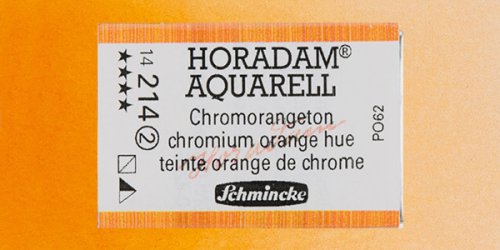 HORADAM®
AQUARELL
Chromorangeton
chromium orange hue
teinte orange de chrome
Schmincke
14
★★★★
214 2
PO62